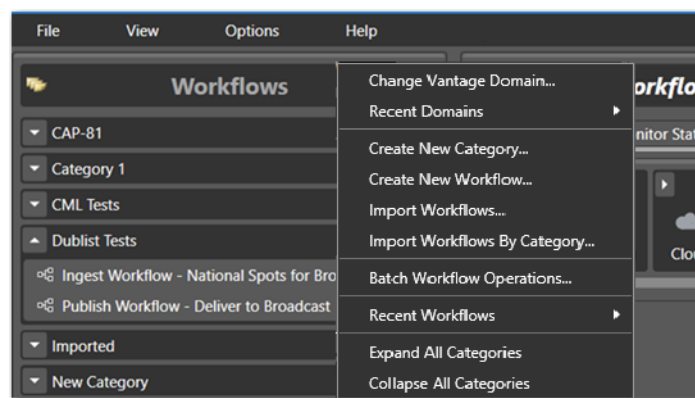 File View Options Help
Workflows
CAP-81
Category 1
CML Tests
Dublist Tests
Ingest Workflow - National Spots for Bro
Publish Workflow - Deliver to Broadcast
Imported
New Category
Change Vantage Domain...
Recent Domains
Create New Category...
Create New Workflow...
Import Workflows...
Import Workflows By Category...
Batch Workflow Operations...
Recent Workflows
Expand All Categories
Collapse All Categories
orkflo
nitor Stat
Clou